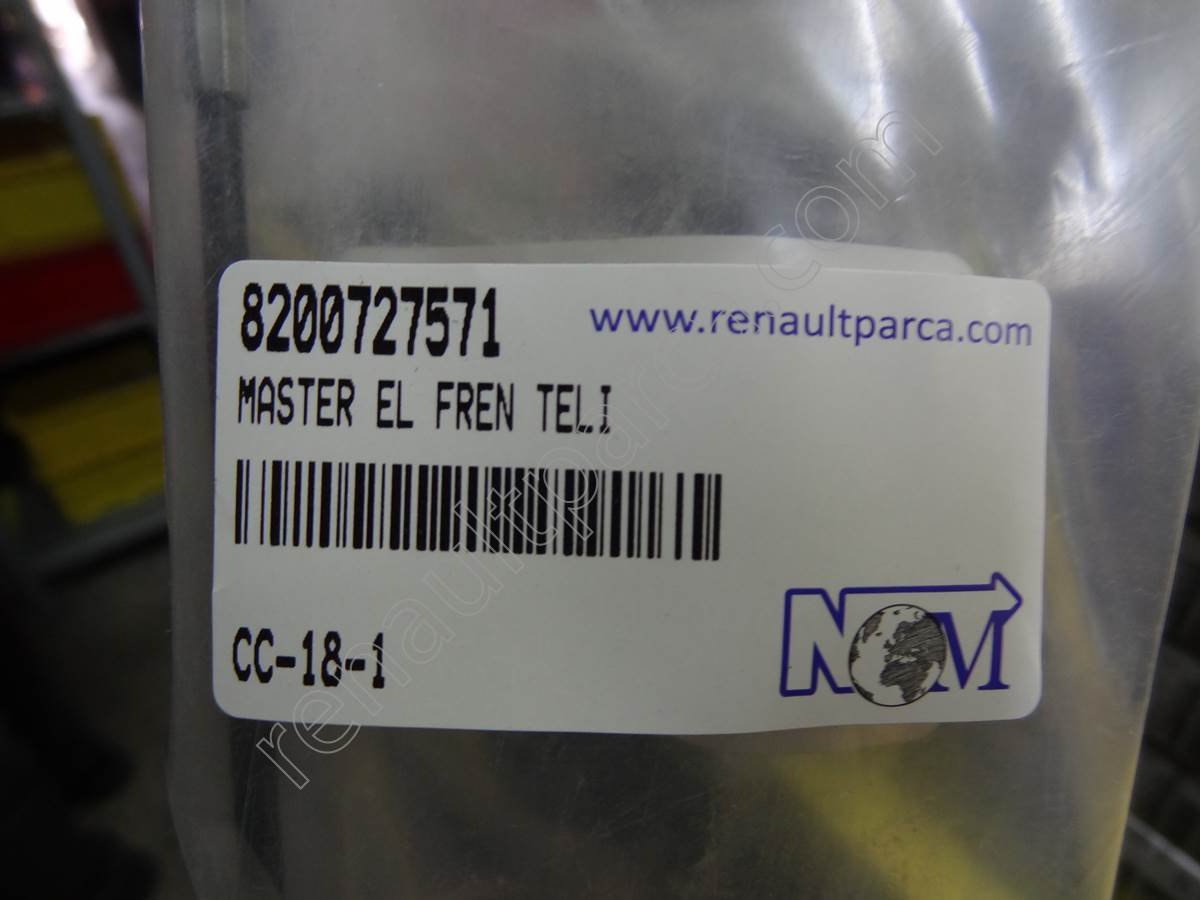 8200727571
www.renaultparca.com
MASTER EL FREN TELI
CC-18-1
NOM
renaultparca.com